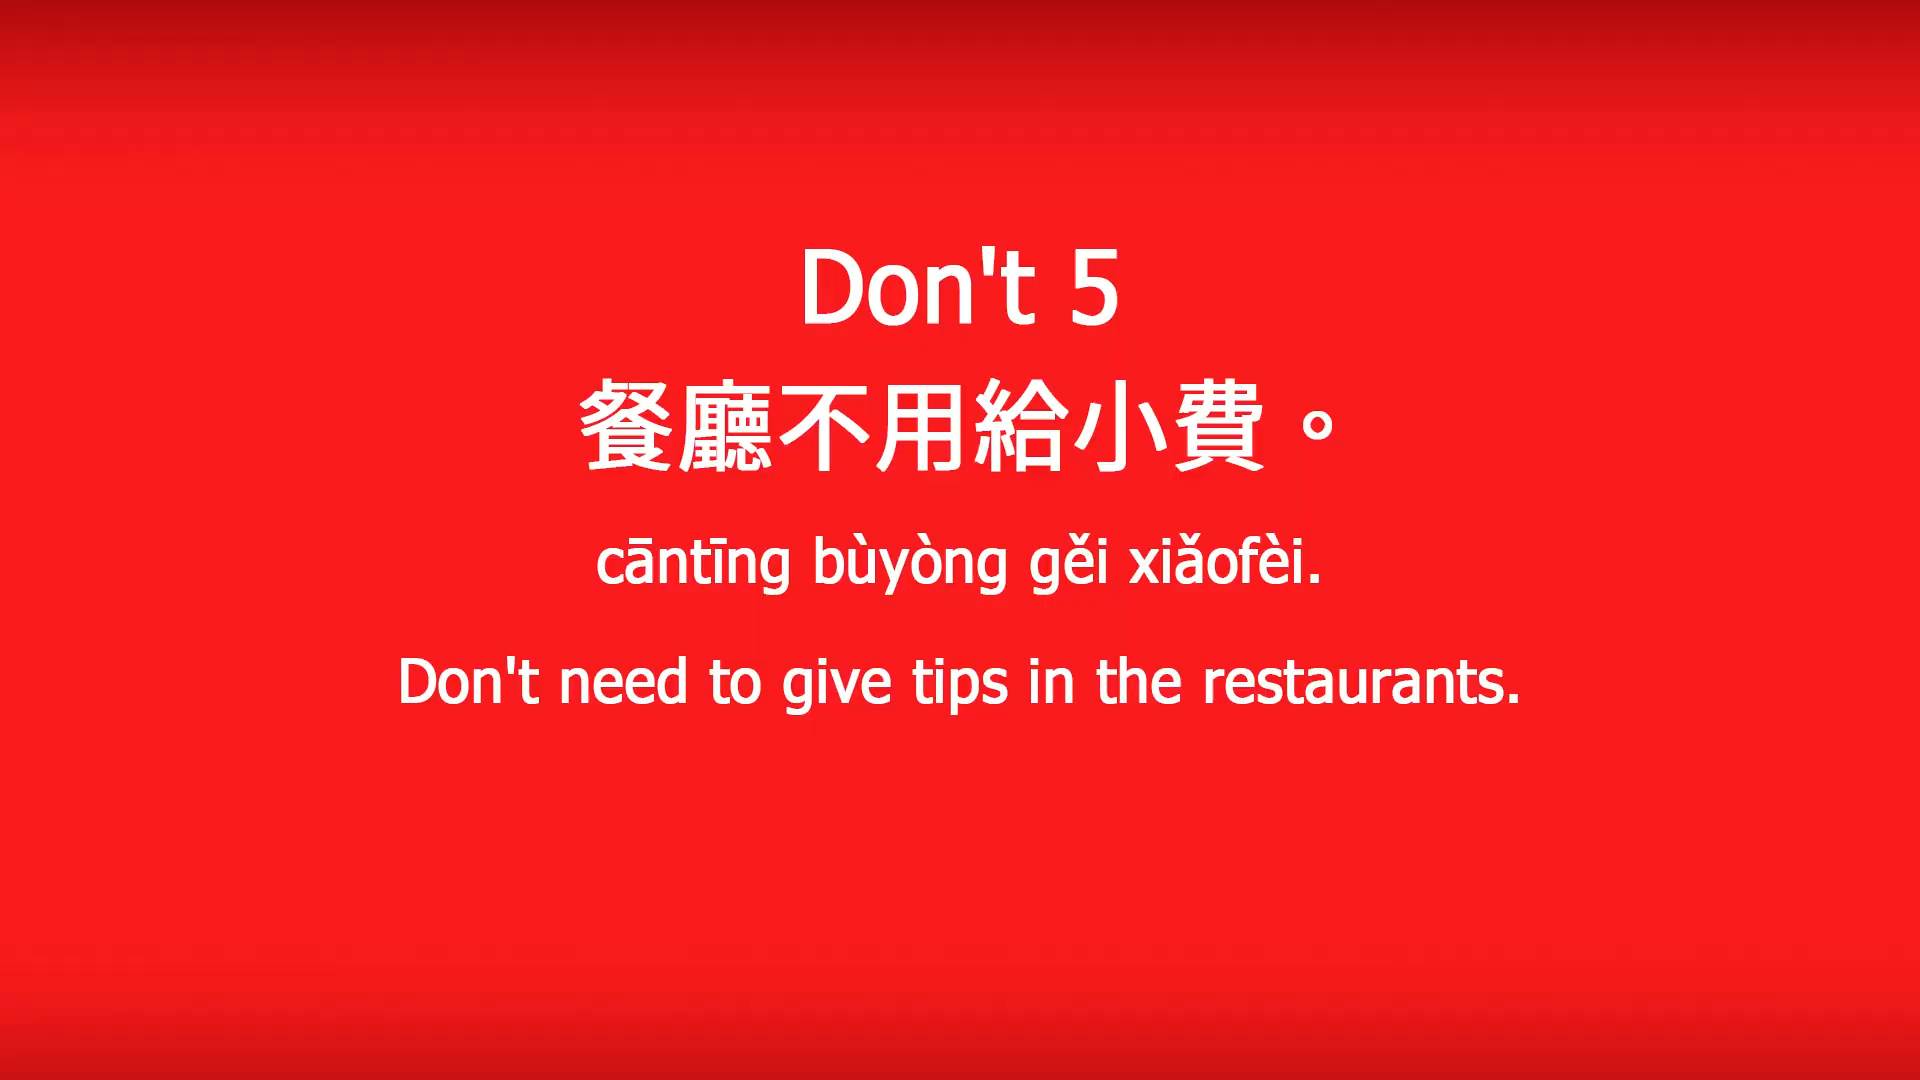 Don't 5
餐廳不用給小費。
cāntīng bùyòng gěi xiǎofèi.
Don't need to give tips in the restaurants.